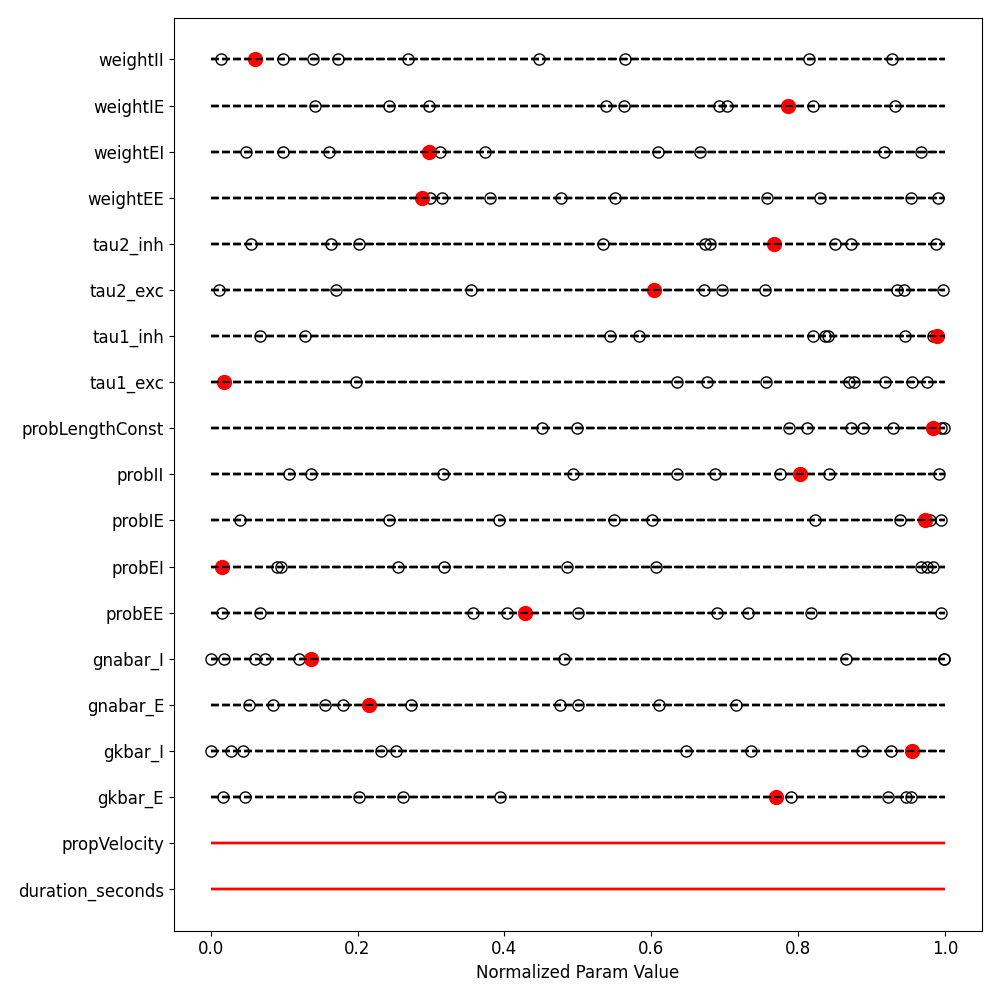 weightII
weightIE
weightEI
weightEE
tau2_inh
tau2_exc
tau1_inh
tau1_exc
probLengthConst
probII
probIE
probEI
probEE
gnabar_I
gnabar_E
gkbar_I
gkbar_E
propVelocity
duration_seconds
0.0 0.2 0.4 0.6 0.8 1.0
Normalized Param Value